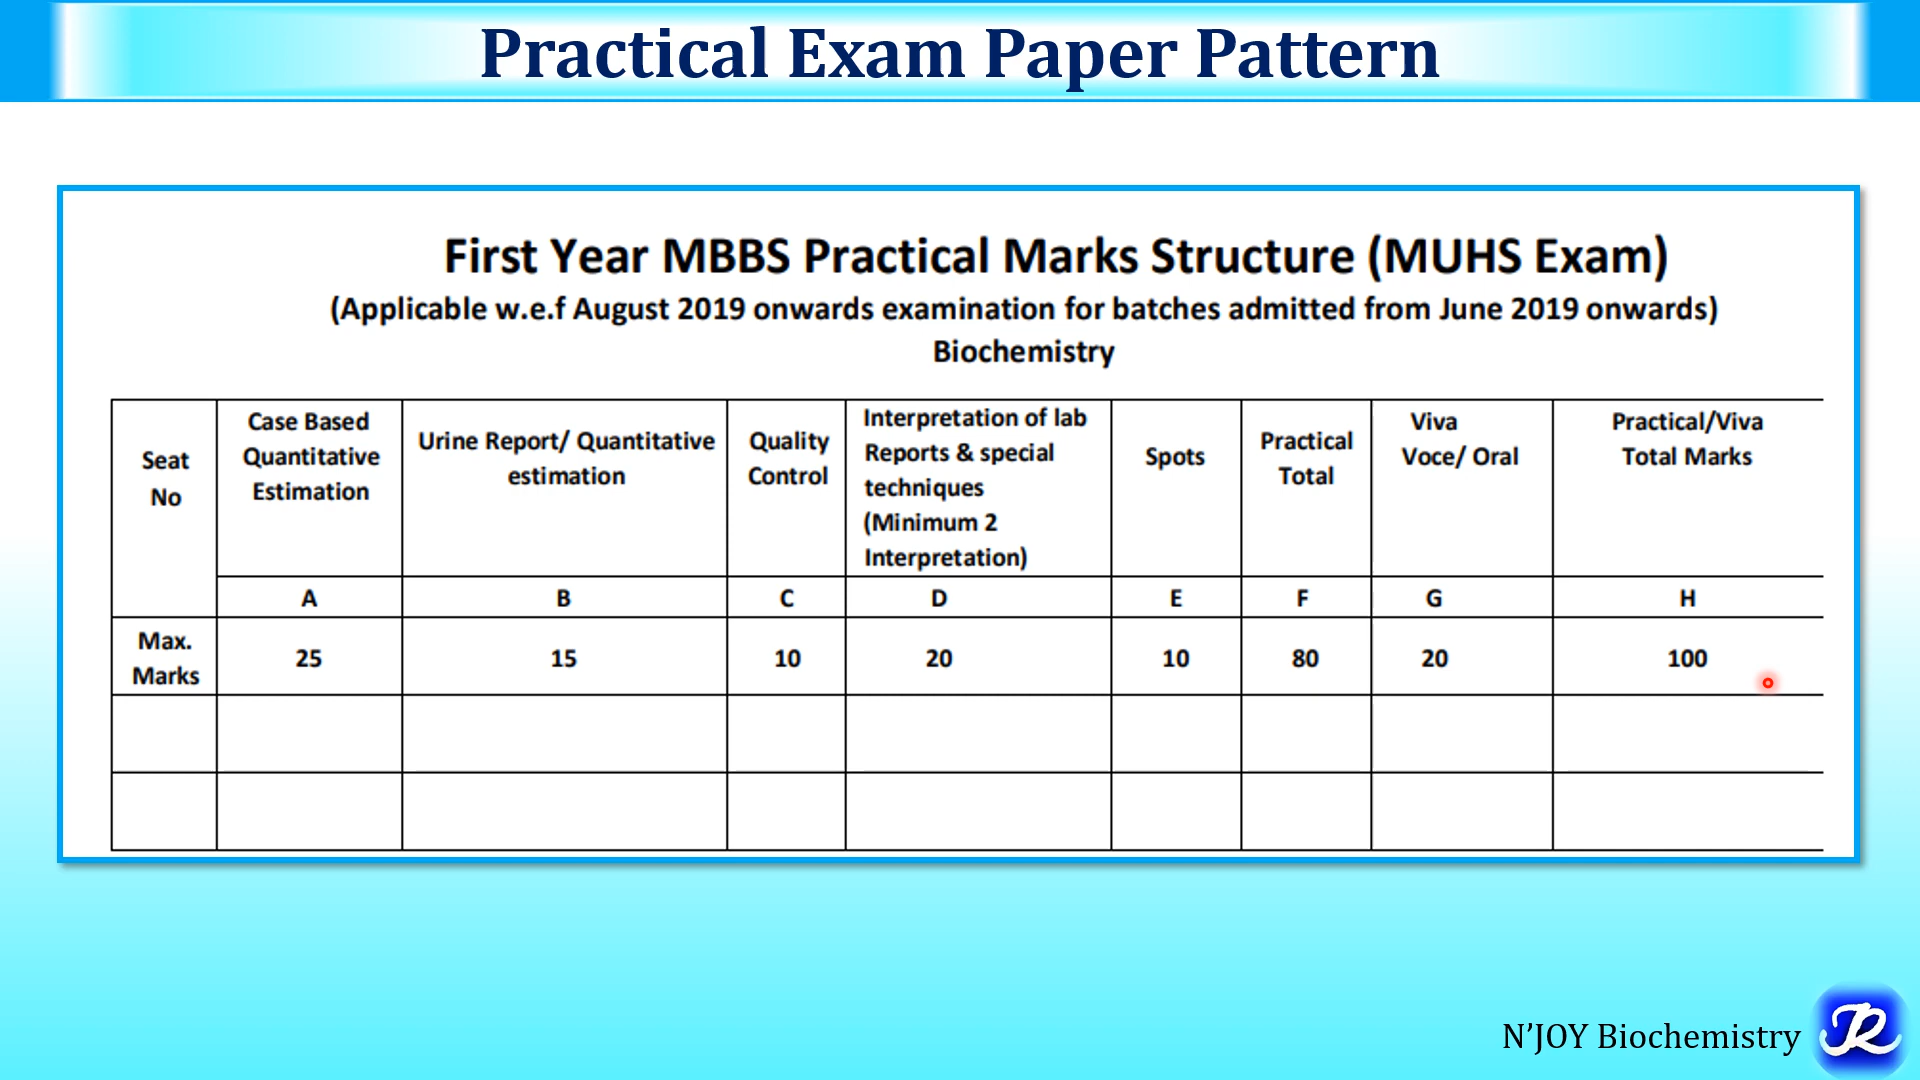 Practical Exam Paper Pattern
First Year MBBS Practical Marks Structure (MUHS Exam)
(Applicable w.e.f August 2019 onwards examination for batches admitted from June 2019 onwards)
Biochemistry
Seat
No
Case Based
Quantitative
Estimation
Urine Report/ Quantitative
estimation
Quality
Control
Interpretation of lab
Reports & special
techniques
(Minimum 2
Interpretation)
Spots
Practical
Total
Viva
Voce/ Oral
Practical/Viva
Total Marks
A B C D E F G H
Max.
Marks
25 15 10 20 10 80 20 100
N’JOY Biochemistry
JR